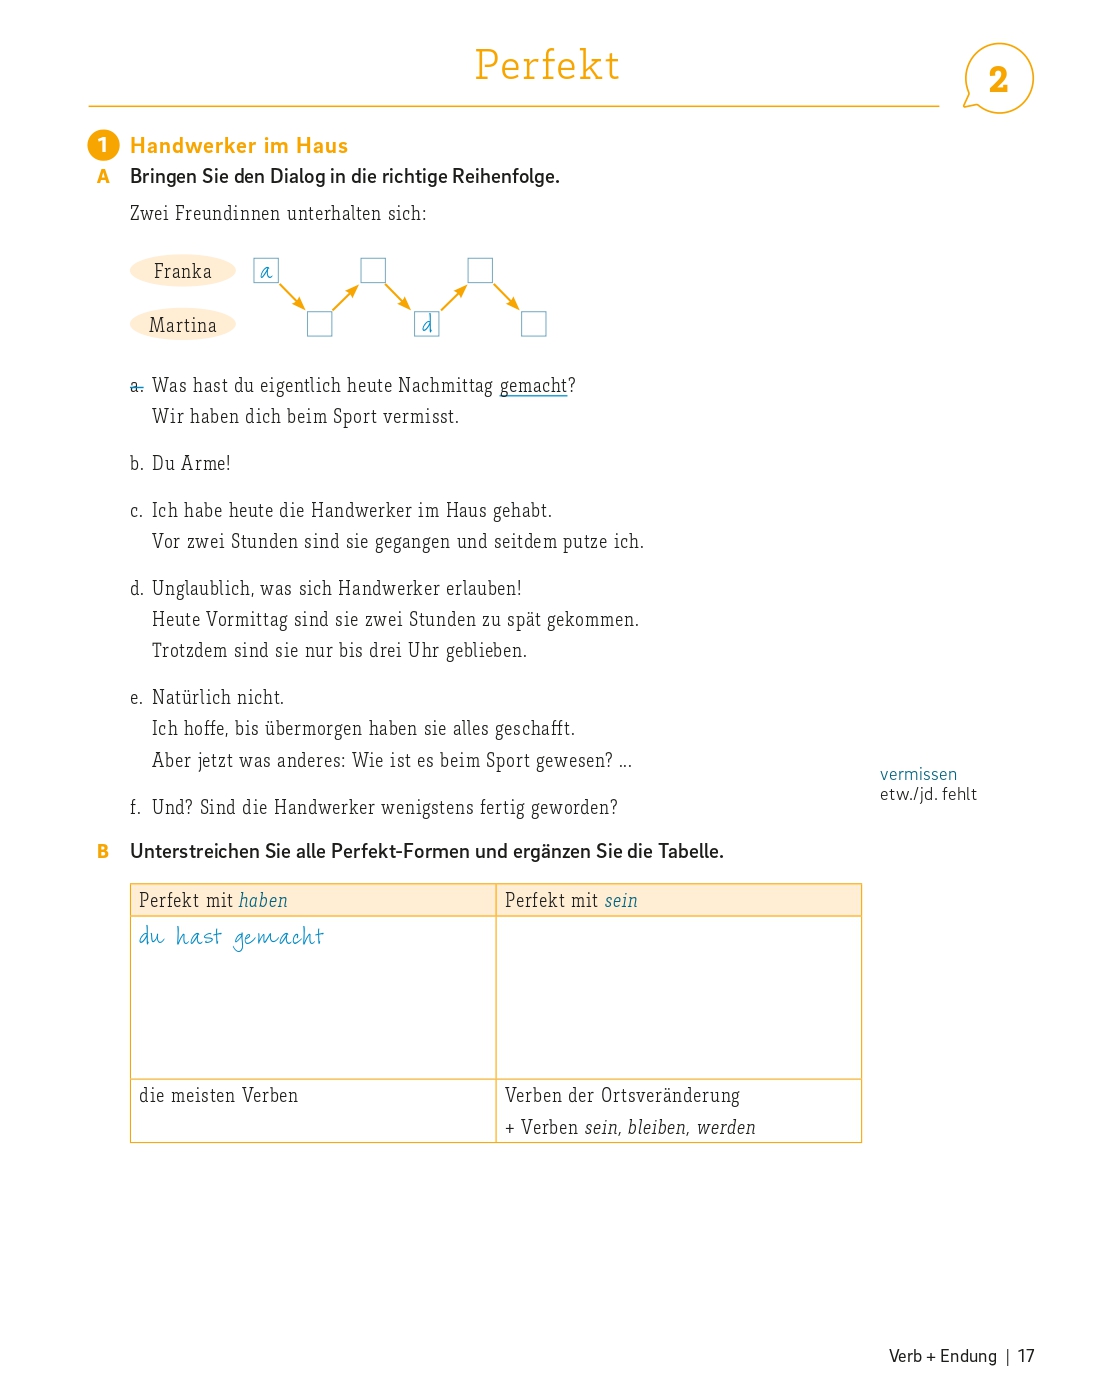 Perfekt
2
1 Handwerker im Haus
A Bringen Sie den Dialog in die richtige Reihenfolge.
Zwei Freundinnen unterhalten sich:
Franka a
Martina d
a. Was hast du eigentlich heute Nachmittag gemacht?
Wir haben dich beim Sport vermisst.
b. Du Arme!
c. Ich habe heute die Handwerker im Haus gehabt.
Vor zwei Stunden sind sie gegangen und seitdem putze ich.
d. Unglaublich, was sich Handwerker erlauben!
Heute Vormittag sind sie zwei Stunden zu spät gekommen.
Trotzdem sind sie nur bis drei Uhr geblieben.
e. Natürlich nicht.
Ich hoffe, bis übermorgen haben sie alles geschafft.
Aber jetzt was anderes: Wie ist es beim Sport gewesen? ...
f. Und? Sind die Handwerker wenigstens fertig geworden?
vermissen
etw./jd. fehlt
B Unterstreichen Sie alle Perfekt-Formen und ergänzen Sie die Tabelle.
Perfekt mit haben Perfekt mit sein
du hast gemacht
die meisten Verben Verben der Ortsveränderung
+ Verben sein, bleiben, werden
Verb + Endung | 17